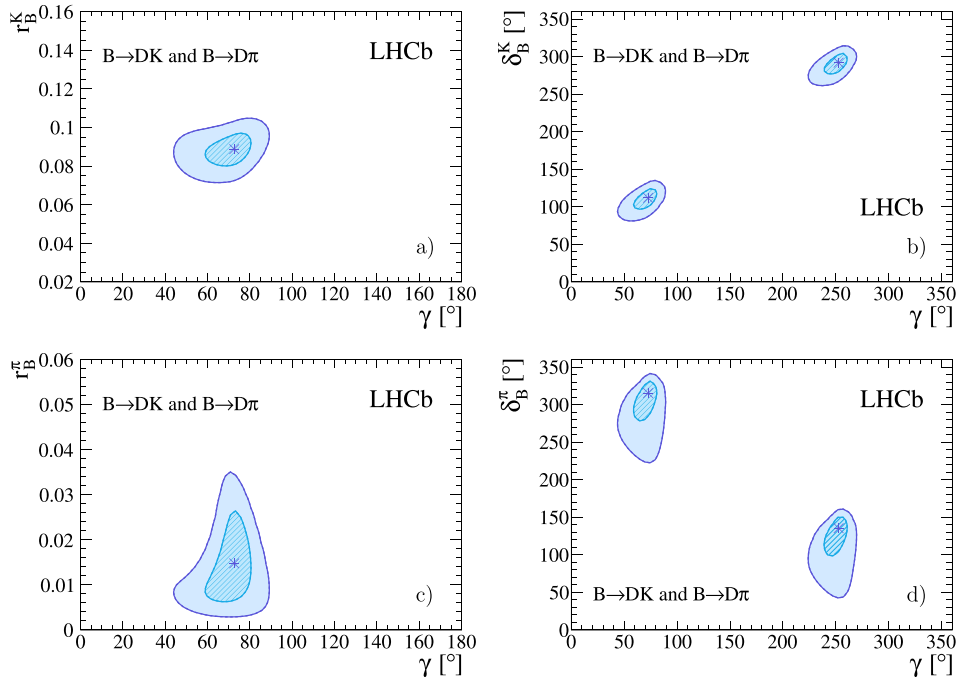 r_B^K
0.16
0.14
0.12
0.1
0.08
0.06
0.04
0.02
B→DK and B→Dπ
LHCb
a)
0 20 40 60 80 100 120 140 160 180
γ [°]
δ_B^K [°]
350
300
250
200
150
100
50
0
B→DK and B→Dπ
LHCb
b)
0 50 100 150 200 250 300 350
γ [°]
r_B^π
0.06
0.05
0.04
0.03
0.02
0.01
0
B→DK and B→Dπ
LHCb
c)
0 20 40 60 80 100 120 140 160 180
γ [°]
δ_B^π [°]
350
300
250
200
150
100
50
0
LHCb
B→DK and B→Dπ
d)
0 50 100 150 200 250 300 350
γ [°]